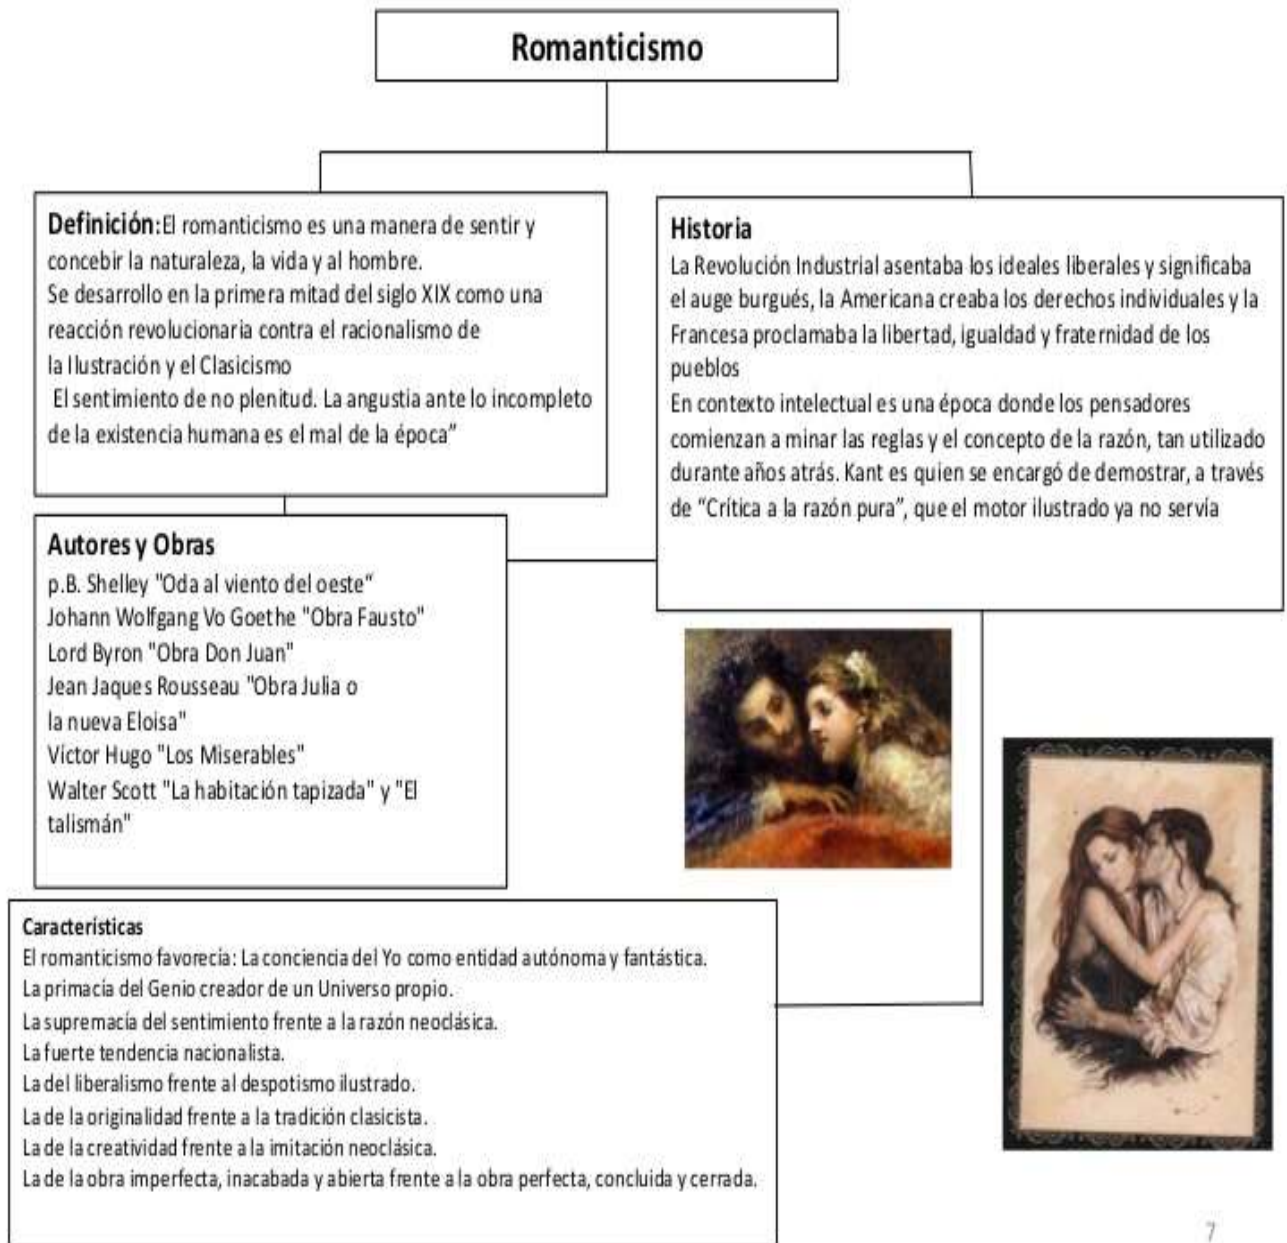 Romanticismo
Definición:El romanticismo es una manera de sentir y
concebir la naturaleza, la vida y al hombre.
Se desarrollo en la primera mitad del siglo XIX como una
reacción revolucionaria contra el racionalismo de
la Ilustración y el Clasicismo
El sentimiento de no plenitud. La angustia ante lo incompleto
de la existencia humana es el mal de la época”
Historia
La Revolución Industrial asentaba los ideales liberales y significaba
el auge burgués, la Americana creaba los derechos individuales y la
Francesa proclamaba la libertad, igualdad y fraternidad de los
pueblos
En contexto intelectual es una época donde los pensadores
comienzan a minar las reglas y el concepto de la razón, tan utilizado
durante años atrás. Kant es quien se encargó de demostrar, a través
de “Crítica a la razón pura”, que el motor ilustrado ya no servía
Autores y Obras
p.B. Shelley "Oda al viento del oeste“
Johann Wolfgang Vo Goethe "Obra Fausto"
Lord Byron "Obra Don Juan"
Jean Jaques Rousseau "Obra Julia o
la nueva Eloisa"
Víctor Hugo "Los Miserables"
Walter Scott "La habitación tapizada" y "El
talismán"
Características
El romanticismo favorecía: La conciencia del Yo como entidad autónoma y fantástica.
La primacía del Genio creador de un Universo propio.
La supremacía del sentimiento frente a la razón neoclásica.
La fuerte tendencia nacionalista.
La del liberalismo frente al despotismo ilustrado.
La de la originalidad frente a la tradición clasicista.
La de la creatividad frente a la imitación neoclásica.
La de la obra imperfecta, inacabada y abierta frente a la obra perfecta, concluida y cerrada.
7